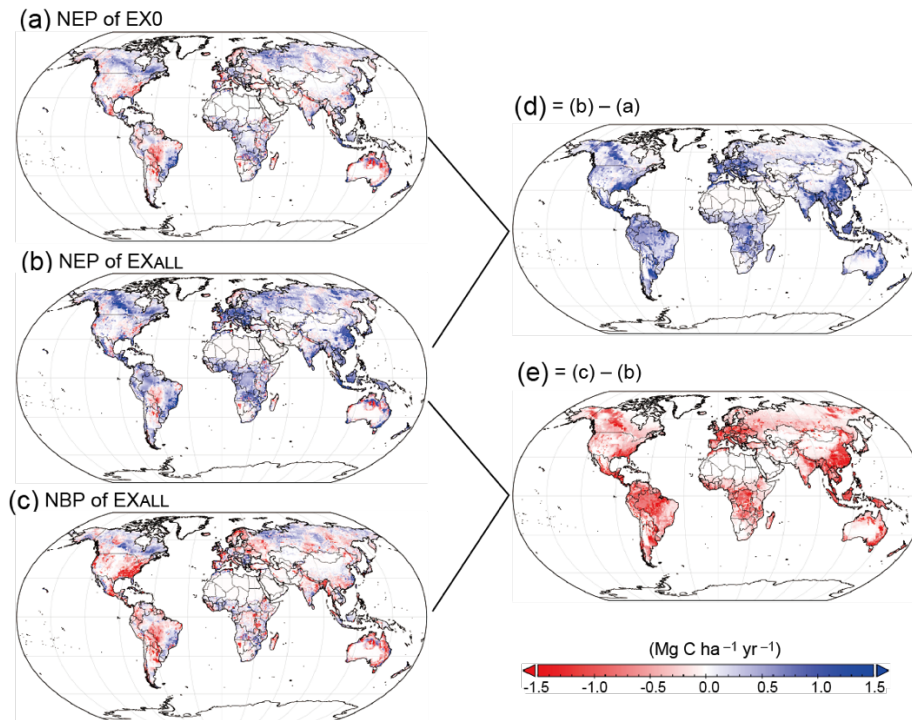 (a) NEP of EX0
(b) NEP of EXALL
(c) NBP of EXALL
(d) = (b) – (a)
(e) = (c) – (b)
(Mg C ha⁻¹ yr⁻¹)
-1.5 -1.0 -0.5 0.0 0.5 1.0 1.5